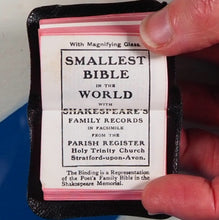 With Magnifying Glass.
SMALLEST
BIBLE
IN THE
WORLD
WITH
SHAKESPEARE'S
FAMILY RECORDS
IN FACSIMILE
FROM THE
PARISH REGISTER
Holy Trinity Church
Stratford-upon-Avon.
The Binding is a Representation
of the Poet's Family Bible in the
Shakespeare Memorial.